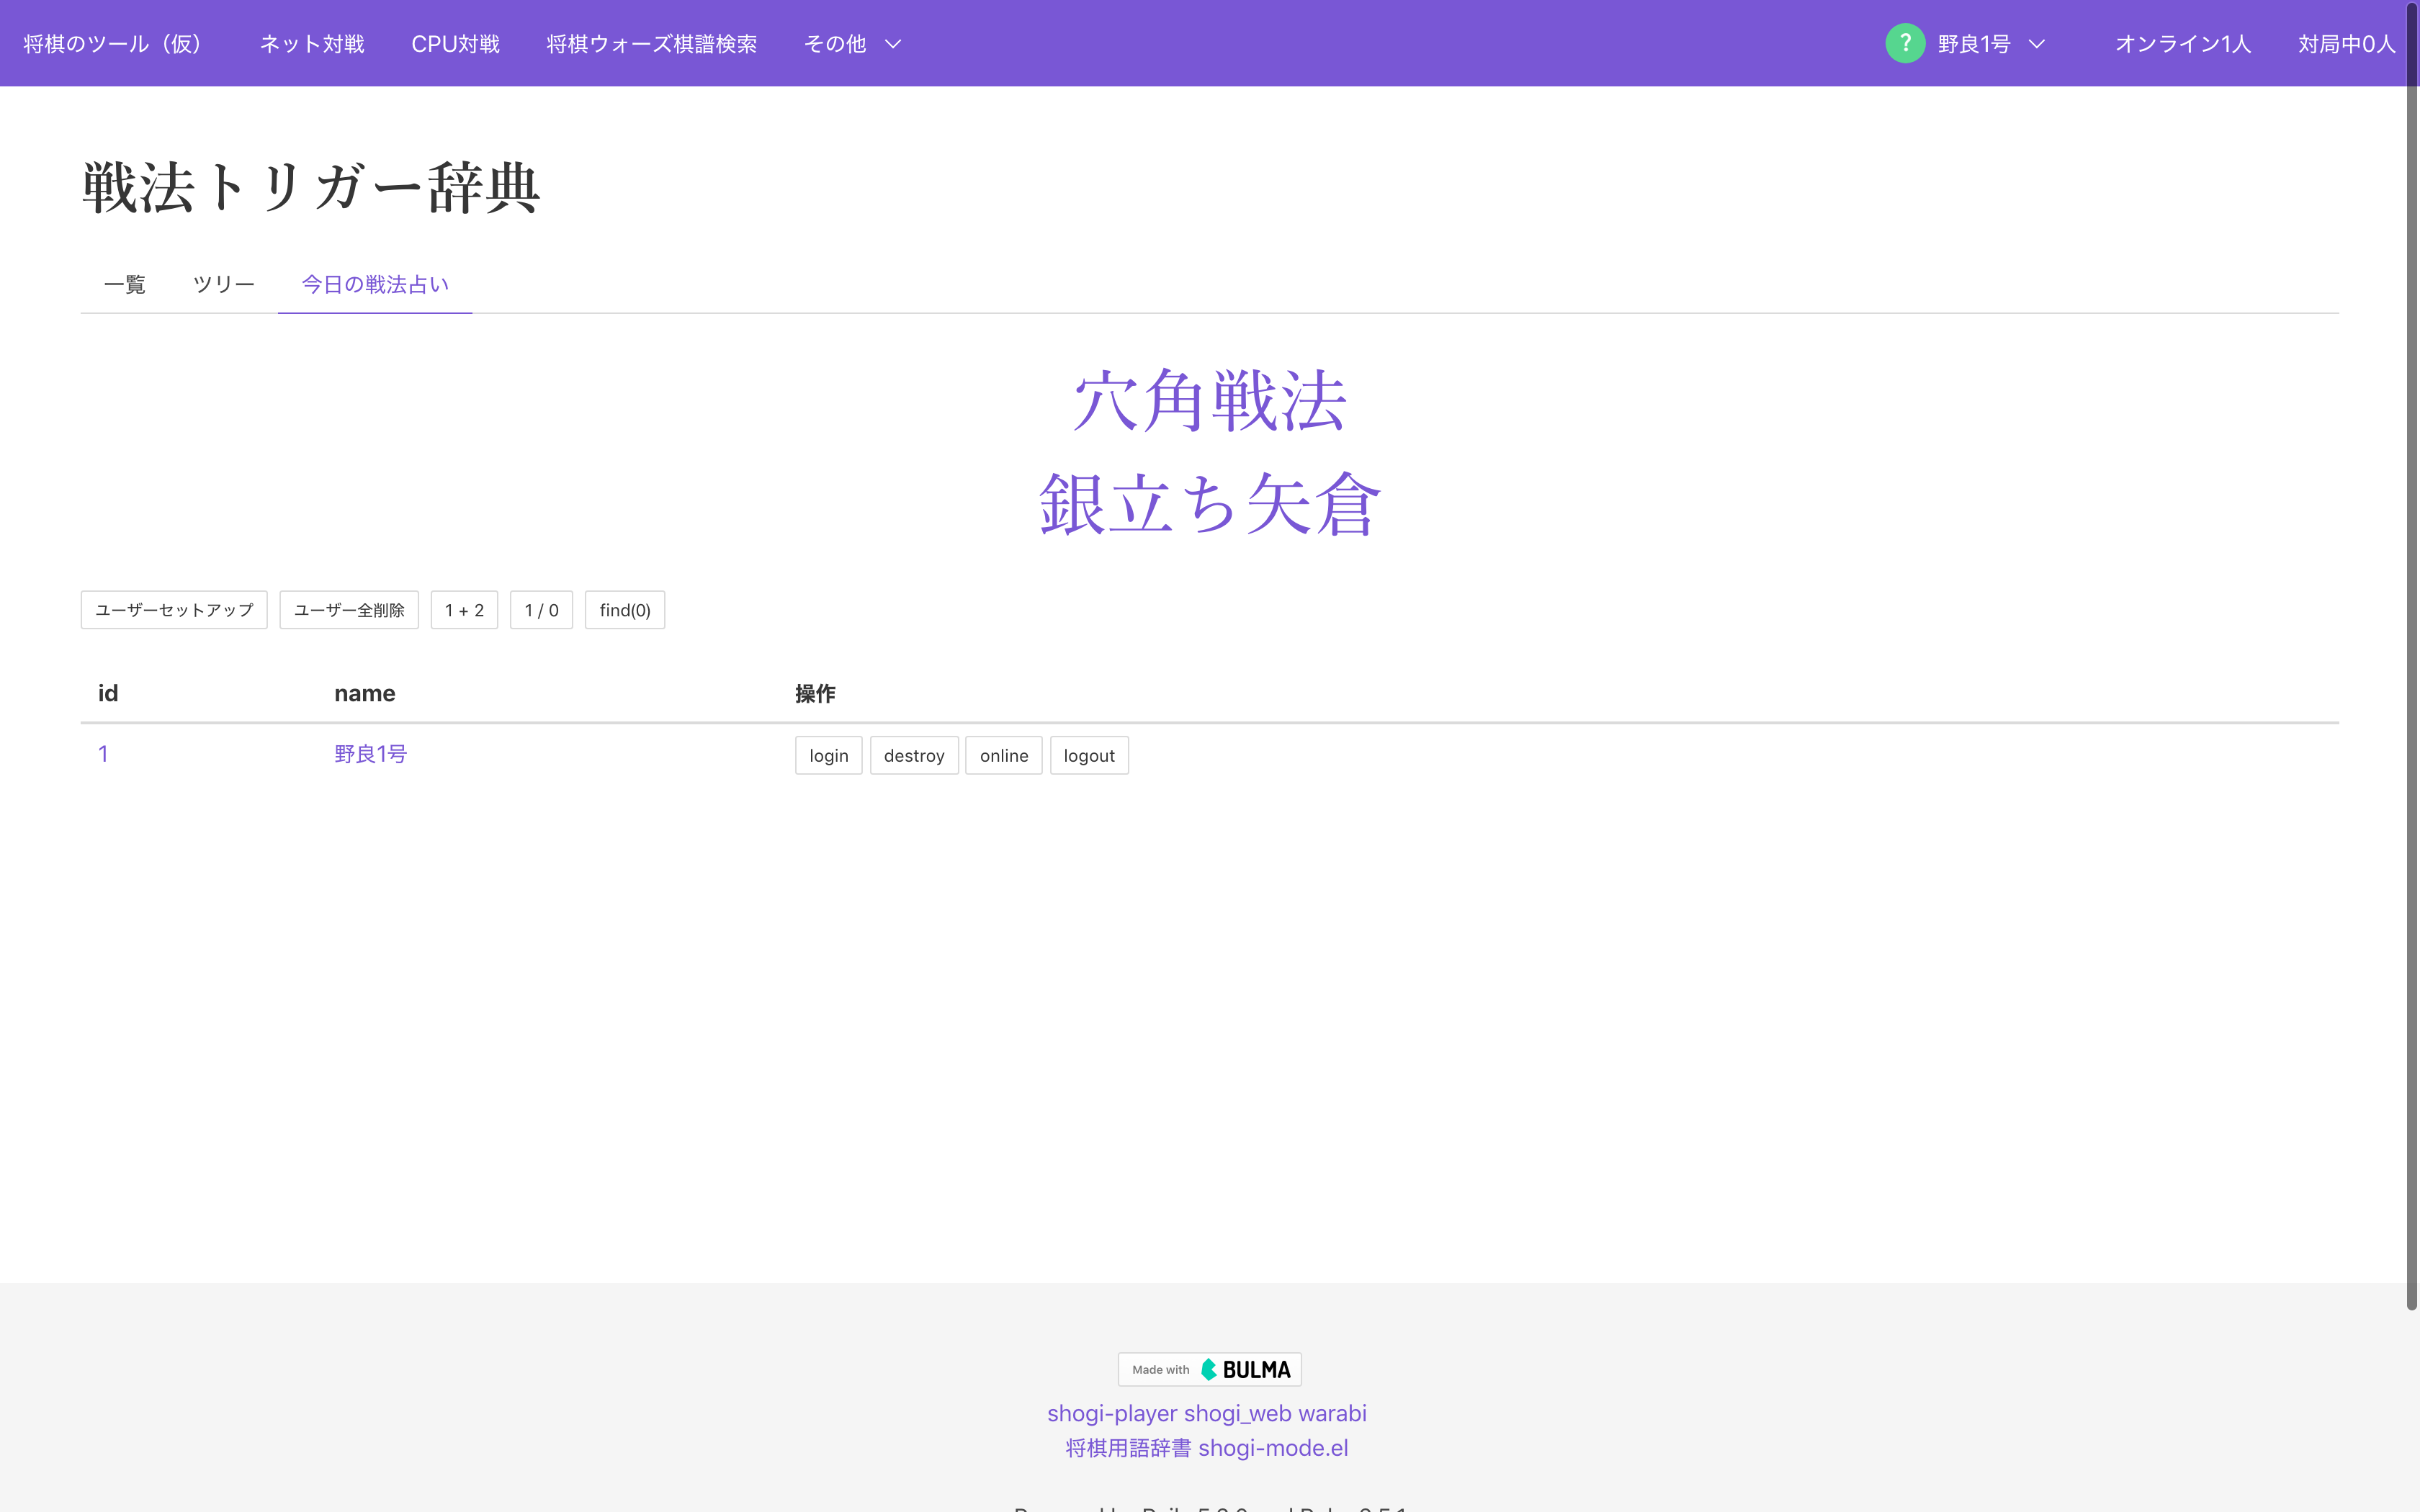 将棋のツール（仮） ネット対戦 CPU対戦 将棋ウォーズ棋譜検索 その他 ? 野良1号 オンライン1人 対局中0人
戦法トリガー辞典
一覧 ツリー 今日の戦法占い
穴角戦法
銀立ち矢倉
ユーザーセットアップ ユーザー全削除 1 + 2 1 / 0 find(0)
id name 操作
1 野良1号 login destroy online logout
Made with BULMA
shogi-player shogi_web warabi
将棋用語辞書 shogi-mode.el